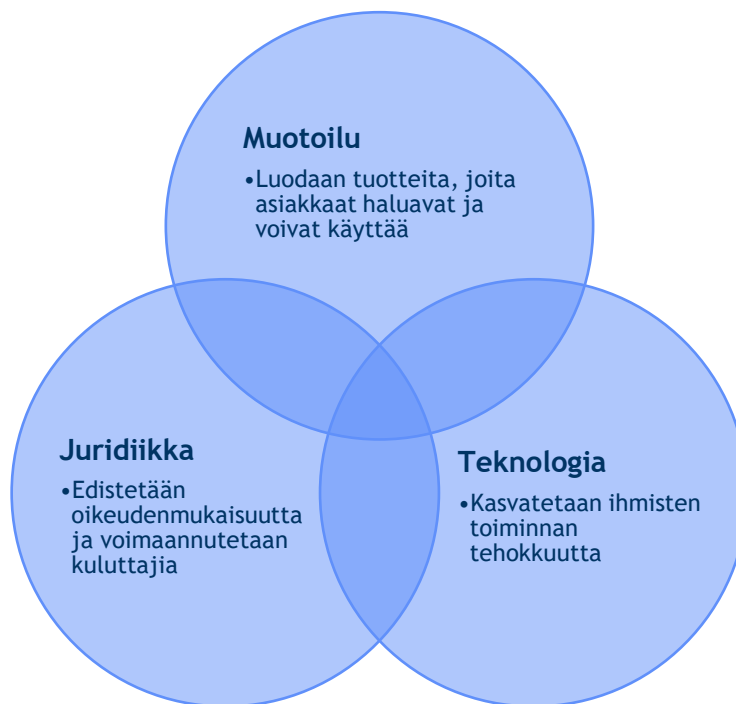 Muotoilu
•Luodaan tuotteita, joita
asiakkaat haluavat ja
voivat käyttää
Juridiikka
•Edistetään
oikeudenmukaisuutta
ja voimaannutetaan
kuluttajia
Teknologia
•Kasvatetaan ihmisten
toiminnan
tehokkuutta